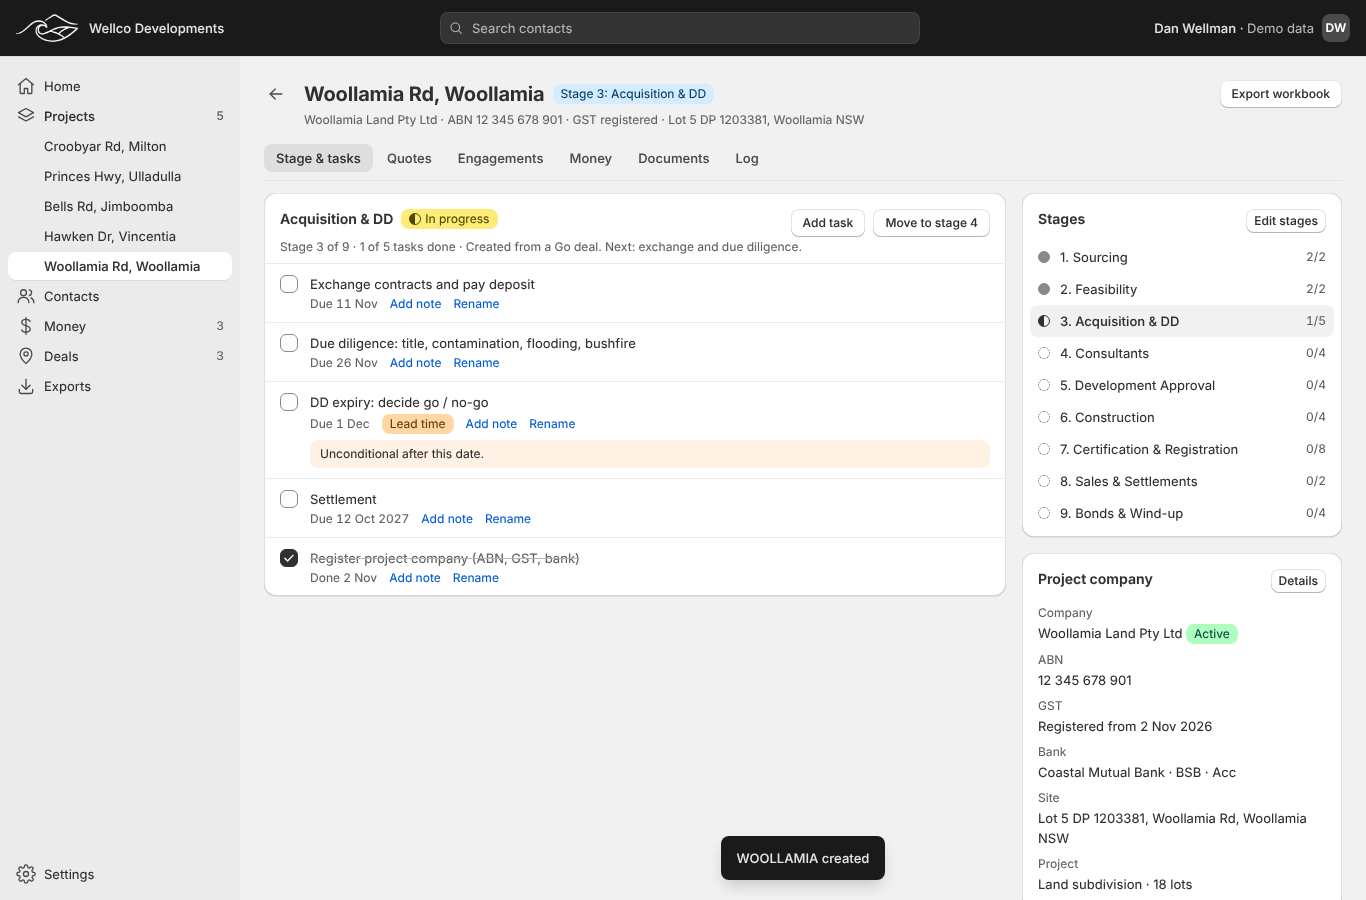 Wellco Developments
Search contacts
Dan Wellman · Demo data
DW
Home
Projects 5
Croobyar Rd, Milton
Princes Hwy, Ulladulla
Bells Rd, Jimboomba
Hawken Dr, Vincentia
Woollamia Rd, Woollamia
Contacts
Money 3
Deals 3
Exports
Settings
Woollamia Rd, Woollamia
Stage 3: Acquisition & DD
Export workbook
Woollamia Land Pty Ltd · ABN 12 345 678 901 · GST registered · Lot 5 DP 1203381, Woollamia NSW
Stage & tasks Quotes Engagements Money Documents Log
Acquisition & DD
In progress
Add task
Move to stage 4
Stage 3 of 9 · 1 of 5 tasks done · Created from a Go deal. Next: exchange and due diligence.
Exchange contracts and pay deposit
Due 11 Nov Add note Rename
Due diligence: title, contamination, flooding, bushfire
Due 26 Nov Add note Rename
DD expiry: decide go / no-go
Due 1 Dec Lead time Add note Rename
Unconditional after this date.
Settlement
Due 12 Oct 2027 Add note Rename
Register project company (ABN, GST, bank)
Done 2 Nov Add note Rename
Stages
Edit stages
1. Sourcing 2/2
2. Feasibility 2/2
3. Acquisition & DD 1/5
4. Consultants 0/4
5. Development Approval 0/4
6. Construction 0/4
7. Certification & Registration 0/8
8. Sales & Settlements 0/2
9. Bonds & Wind-up 0/4
Project company
Details
Company
Woollamia Land Pty Ltd Active
ABN
12 345 678 901
GST
Registered from 2 Nov 2026
Bank
Coastal Mutual Bank · BSB · Acc
Site
Lot 5 DP 1203381, Woollamia Rd, Woollamia
NSW
Project
Land subdivision · 18 lots
WOOLLAMIA created